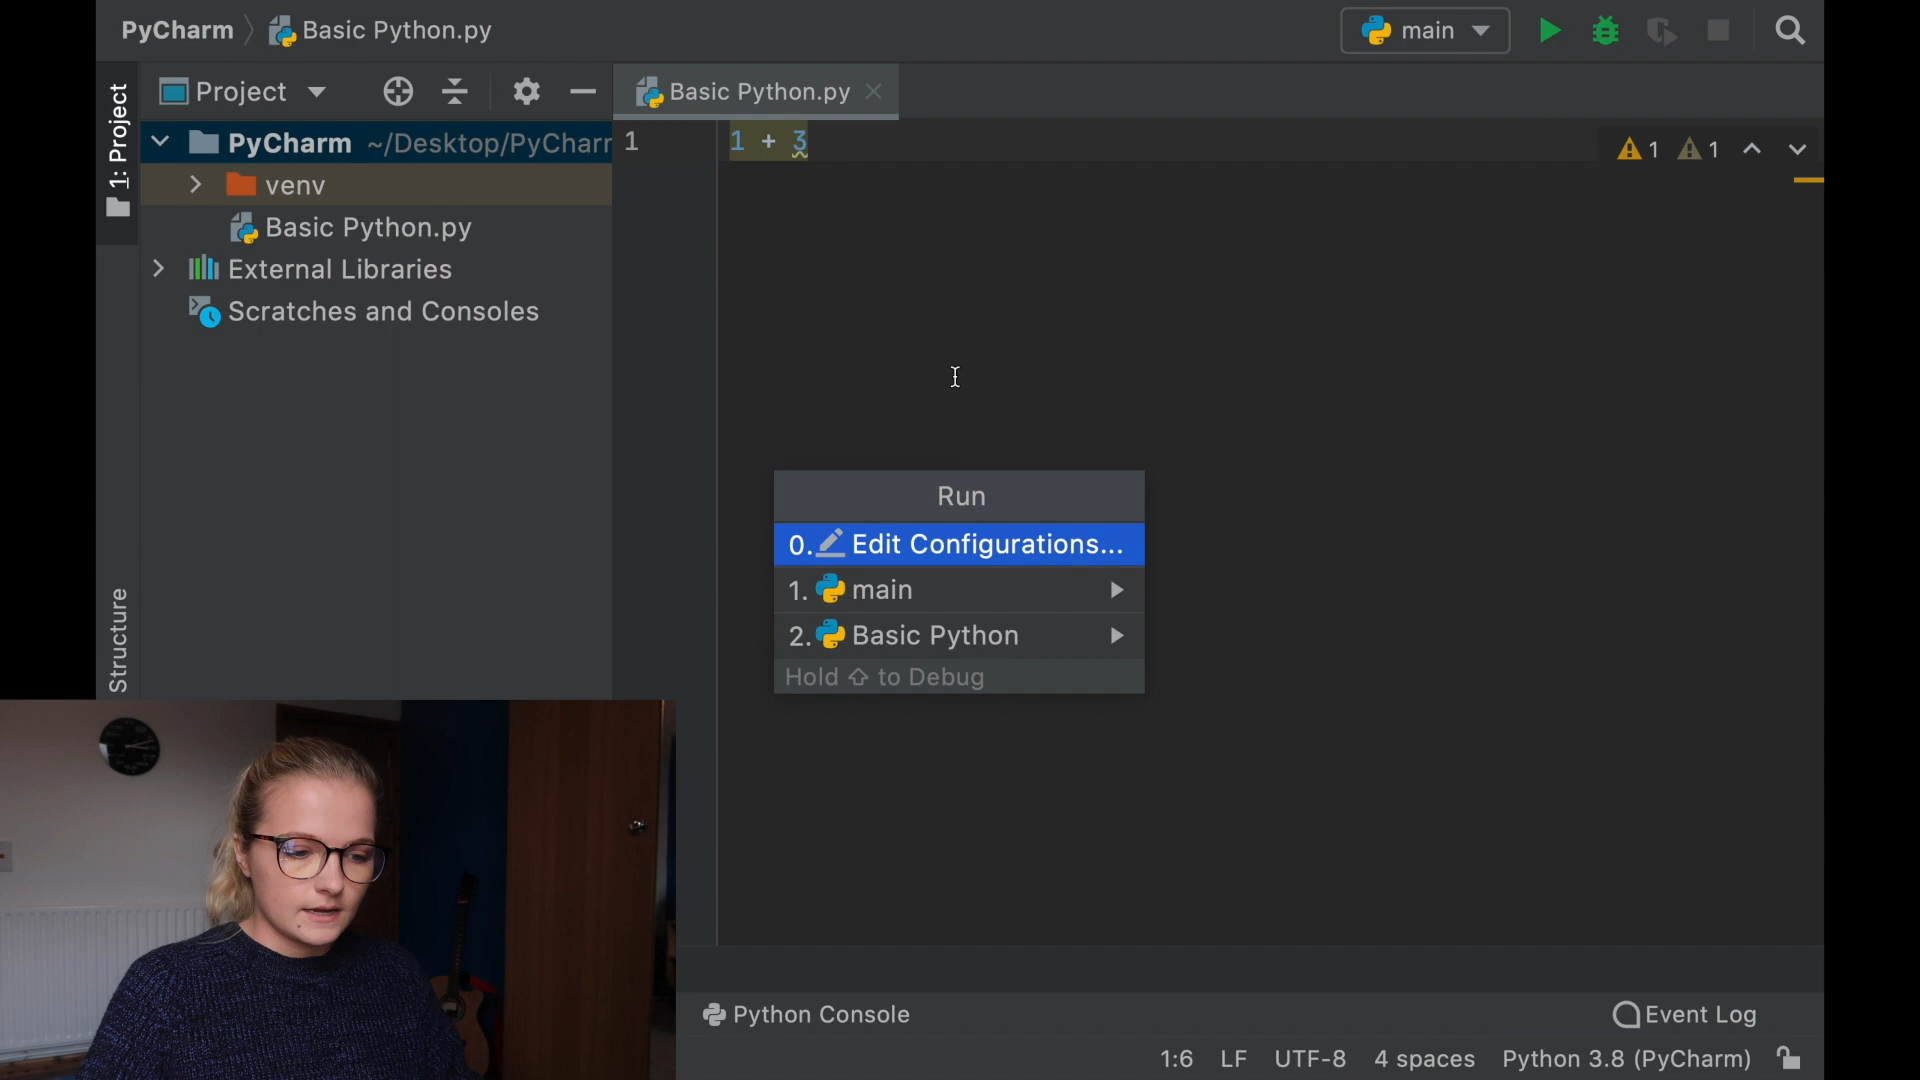 PyCharm Basic Python.py main
1: Project
Project
Basic Python.py
PyCharm ~/Desktop/PyCharr
venv
Basic Python.py
External Libraries
Scratches and Consoles
Structure
1 1 + 3
1 1
Run
0. Edit Configurations...
1. main
2. Basic Python
Hold ⇧ to Debug
Python Console Event Log
1:6 LF UTF-8 4 spaces Python 3.8 (PyCharm)